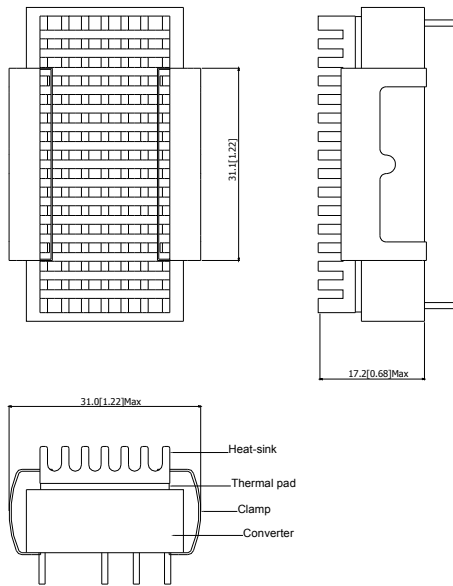 31.1[1.22]
17.2[0.68]Max
31.0[1.22]Max
Heat-sink
Thermal pad
Clamp
Converter